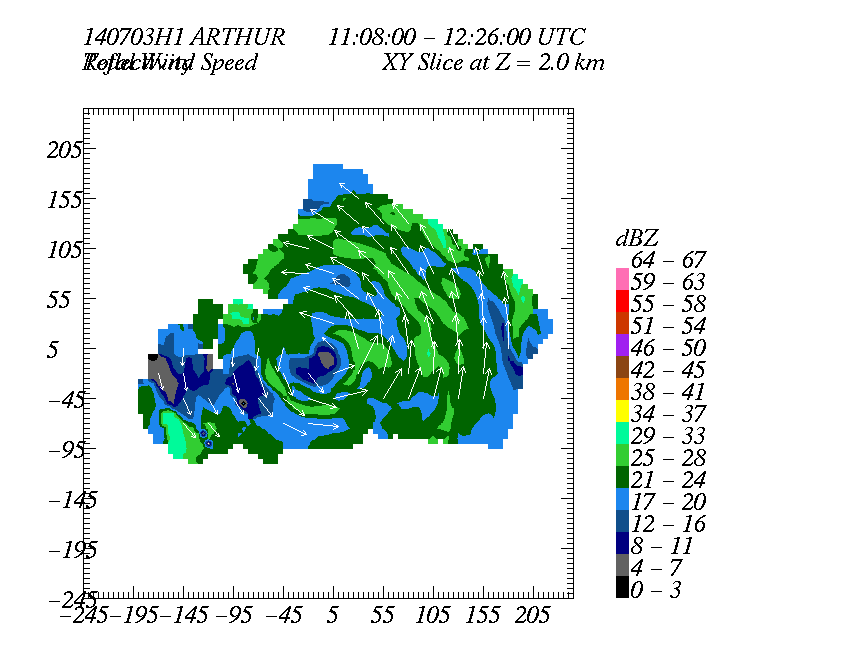 140703H1 ARTHUR 11:08:00 – 12:26:00 UTC
Wind Speed XY Slice at Z = 2.0 km
205
155
105
55
5
−45
−95
−145
−195
−245
−245 −195 −145 −95 −45 5 55 105 155 205
dBZ
64 – 67
59 – 63
55 – 58
51 – 54
46 – 50
42 – 45
38 – 41
34 – 37
29 – 33
25 – 28
21 – 24
17 – 20
12 – 16
8 – 11
4 – 7
0 – 3